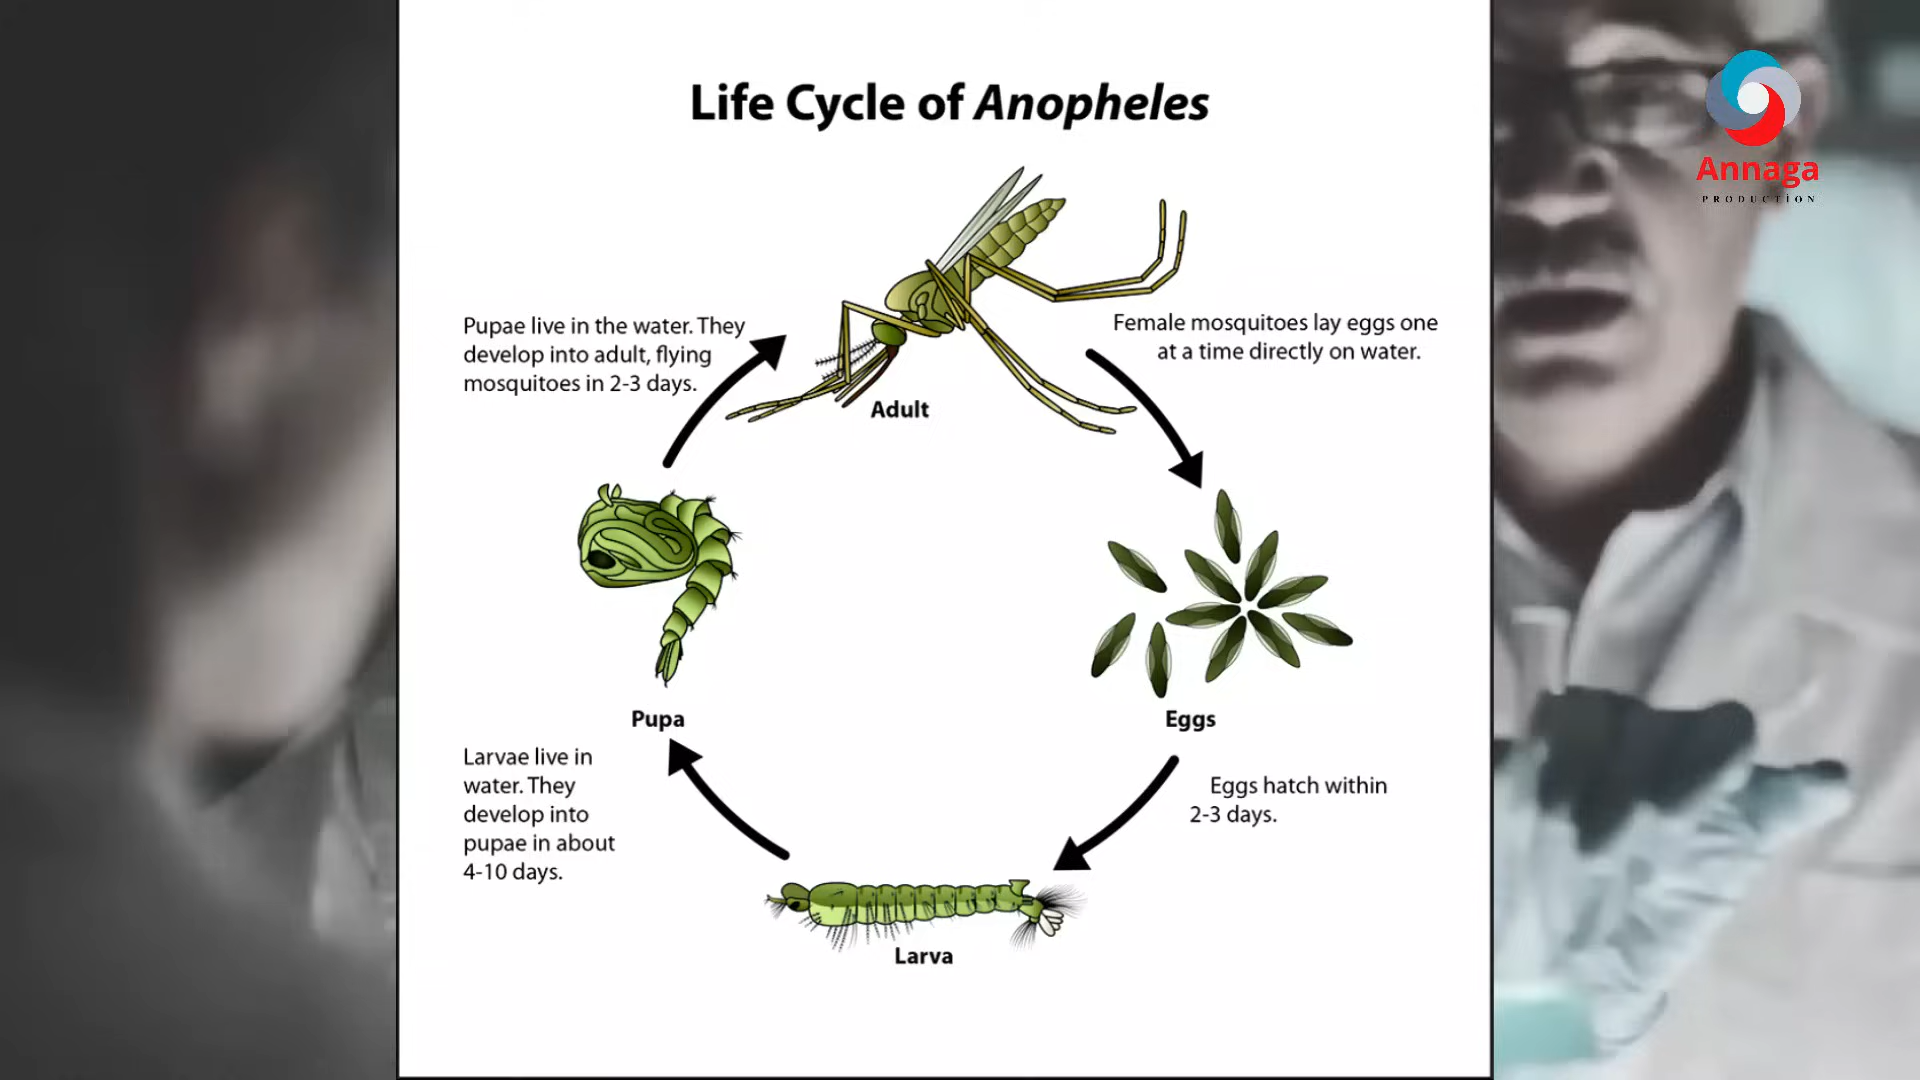 Life Cycle of Anopheles
Annaga
PRODUCTİON
Pupae live in the water. They
develop into adult, flying
mosquitoes in 2-3 days.
Female mosquitoes lay eggs one
at a time directly on water.
Adult
Pupa
Eggs
Larvae live in
water. They
develop into
pupae in about
4-10 days.
Eggs hatch within
2-3 days.
Larva